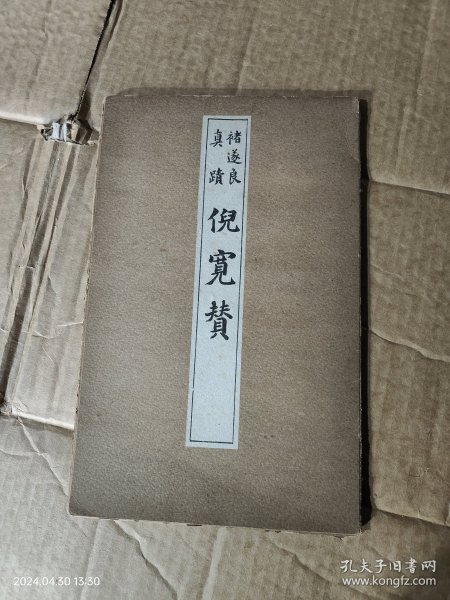 褚遂良
真蹟
倪寬贊
2024.04.30 13:30
孔夫子旧书网
www.kongfz.com